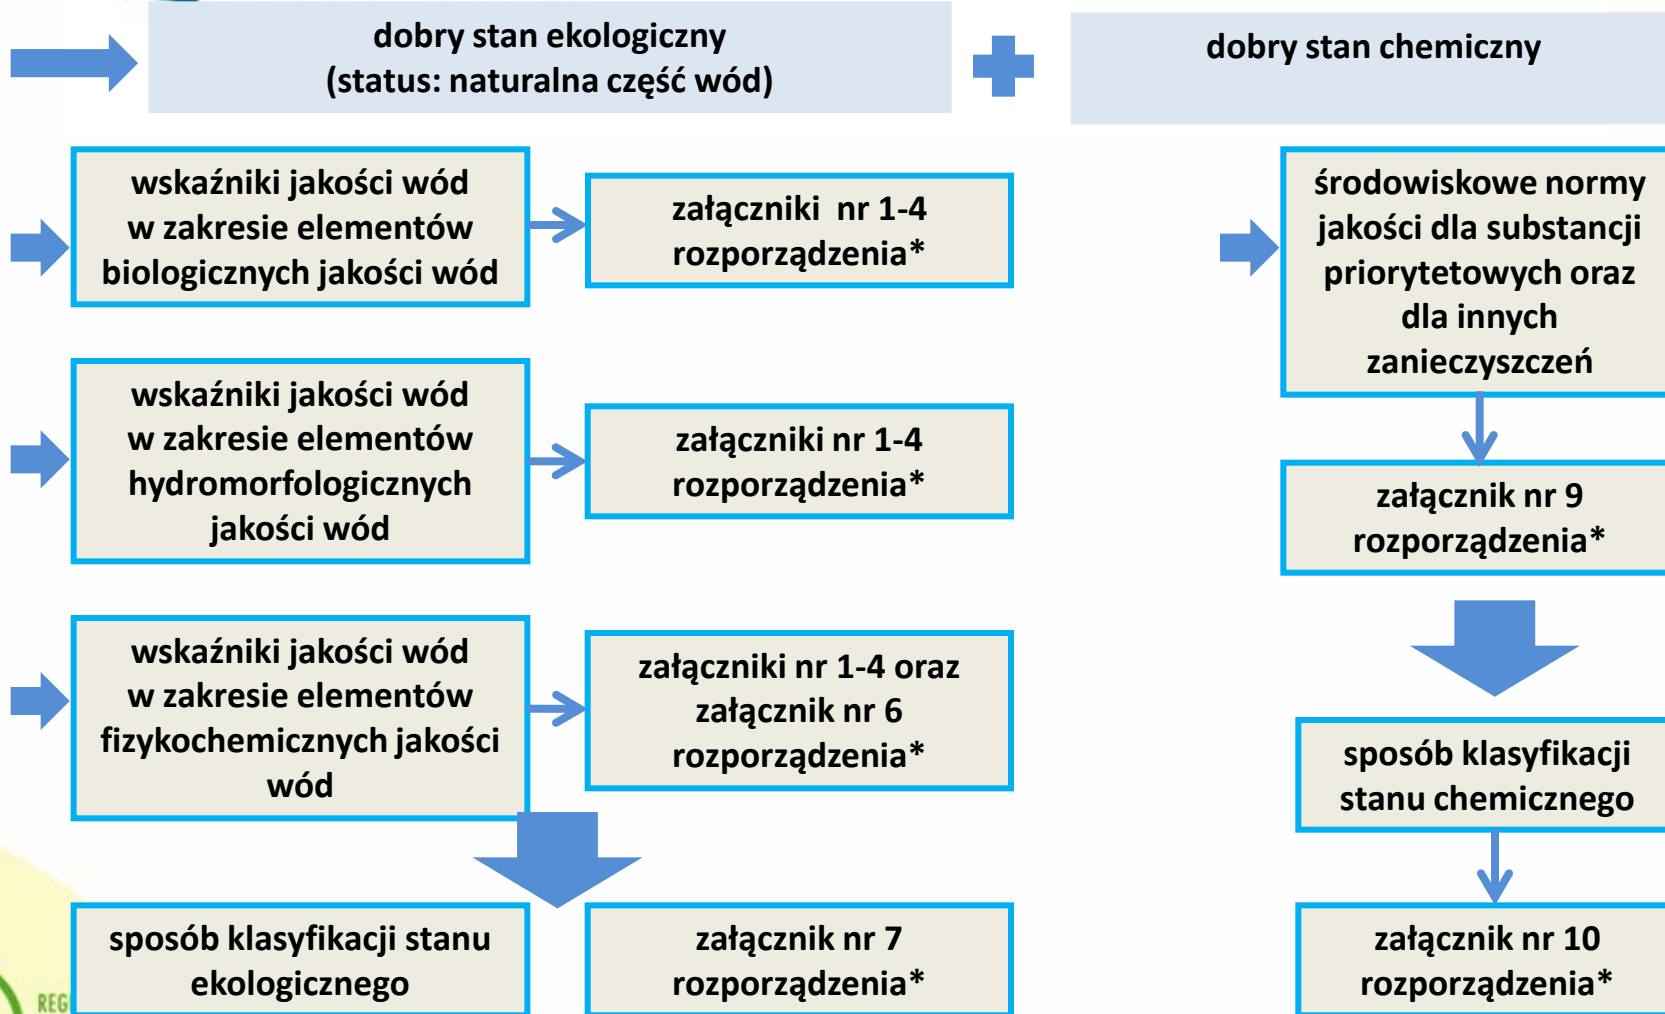 dobry stan ekologiczny
(status: naturalna część wód)
dobry stan chemiczny
wskaźniki jakości wód
w zakresie elementów
biologicznych jakości wód
załączniki nr 1-4
rozporządzenia*
wskaźniki jakości wód
w zakresie elementów
hydromorfologicznych
jakości wód
załączniki nr 1-4
rozporządzenia*
wskaźniki jakości wód
w zakresie elementów
fizykochemicznych jakości
wód
załączniki nr 1-4 oraz
załącznik nr 6
rozporządzenia*
sposób klasyfikacji stanu
ekologicznego
załącznik nr 7
rozporządzenia*
środowiskowe normy
jakości dla substancji
priorytetowych oraz
dla innych
zanieczyszczeń
załącznik nr 9
rozporządzenia*
sposób klasyfikacji
stanu chemicznego
załącznik nr 10
rozporządzenia*
REG